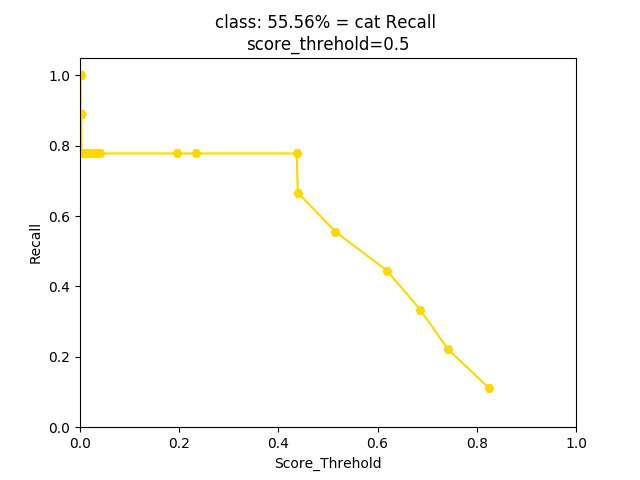 class: 55.56% = cat Recall
score_threhold=0.5
1.0
0.8
0.6
0.4
0.2
0.0
Recall
0.0 0.2 0.4 0.6 0.8 1.0
Score_Threhold